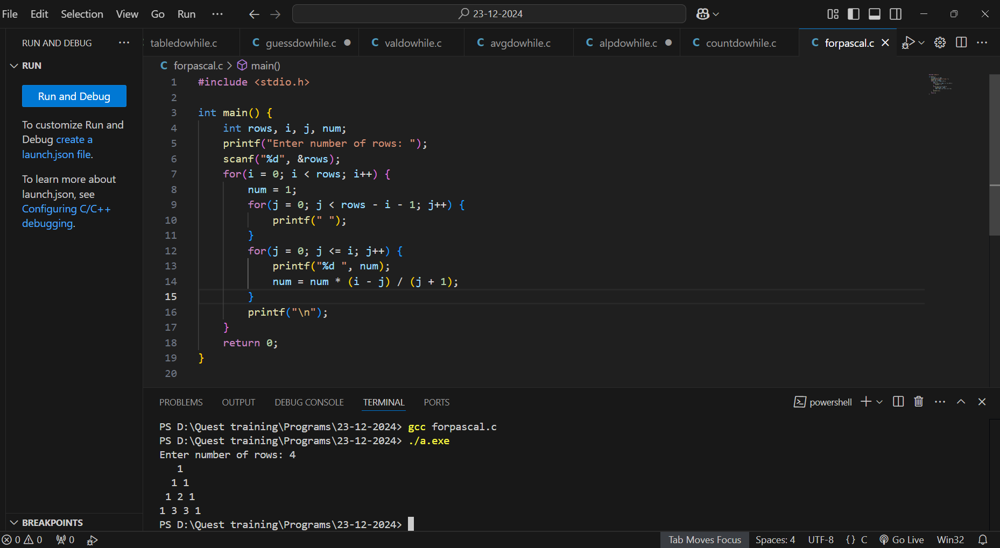 File Edit Selection View Go Run ··· 23-12-2024
RUN AND DEBUG ···
tabledowhile.c C guessdowhile.c C valdowhile.c C avgdowhile.c C alpdowhile.c C countdowhile.c C forpascal.c
RUN
Run and Debug
To customize Run and
Debug create a
launch.json file.
To learn more about
launch.json, see
Configuring C/C++
debugging.
C forpascal.c > main()
1 #include <stdio.h>
2
3 int main() {
4     int rows, i, j, num;
5     printf("Enter number of rows: ");
6     scanf("%d", &rows);
7     for(i = 0; i < rows; i++) {
8         num = 1;
9         for(j = 0; j < rows - i - 1; j++) {
10             printf(" ");
11         }
12         for(j = 0; j <= i; j++) {
13             printf("%d ", num);
14             num = num * (i - j) / (j + 1);
15         }
16         printf("\n");
17     }
18     return 0;
19 }
20
PROBLEMS OUTPUT DEBUG CONSOLE TERMINAL PORTS powershell
PS D:\Quest training\Programs\23-12-2024> gcc forpascal.c
PS D:\Quest training\Programs\23-12-2024> ./a.exe
Enter number of rows: 4
   1
  1 1
 1 2 1
1 3 3 1
PS D:\Quest training\Programs\23-12-2024>
BREAKPOINTS
0 0 0 Tab Moves Focus Spaces: 4 UTF-8 {} C Go Live Win32